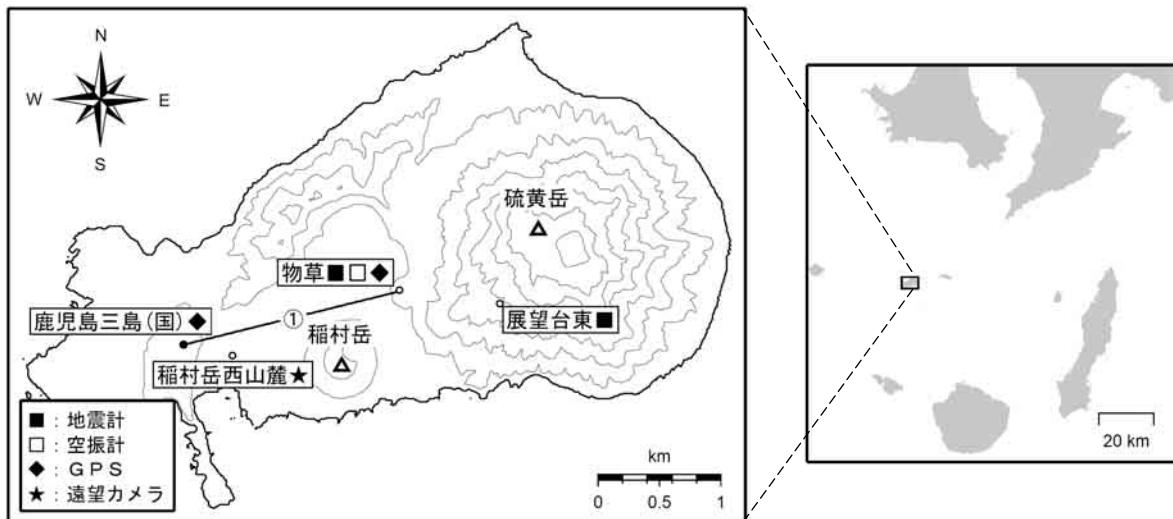 N
W
E
S
硫黄岳
物草■□◆
鹿児島三島(国)◆
①
展望台東■
稲村岳
稲村岳西山麓★
■：地震計
□：空振計
◆：ＧＰＳ
★：遠望カメラ
km
0 0.5 1
20 km